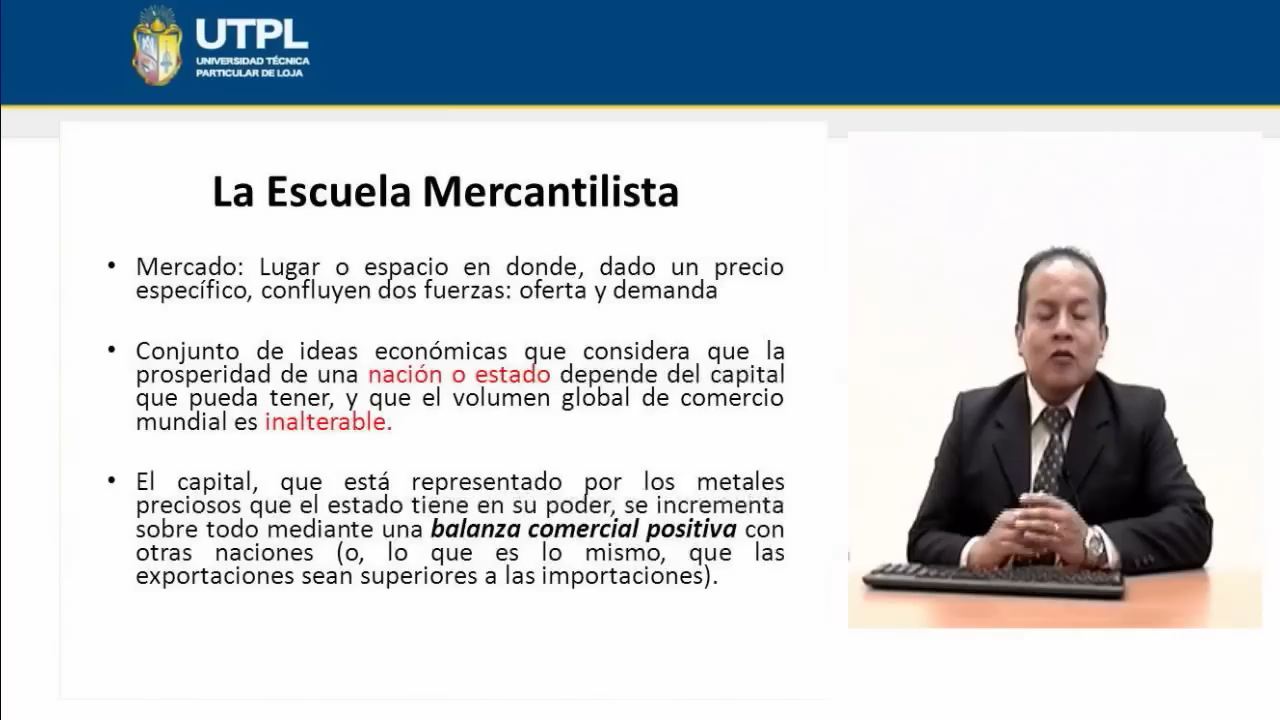 UTPL
UNIVERSIDAD TÉCNICA
PARTICULAR DE LOJA
La Escuela Mercantilista
• Mercado: Lugar o espacio en donde, dado un precio
específico, confluyen dos fuerzas: oferta y demanda
• Conjunto de ideas económicas que considera que la
prosperidad de una nación o estado depende del capital
que pueda tener, y que el volumen global de comercio
mundial es inalterable.
• El capital, que está representado por los metales
preciosos que el estado tiene en su poder, se incrementa
sobre todo mediante una balanza comercial positiva con
otras naciones (o, lo que es lo mismo, que las
exportaciones sean superiores a las importaciones).